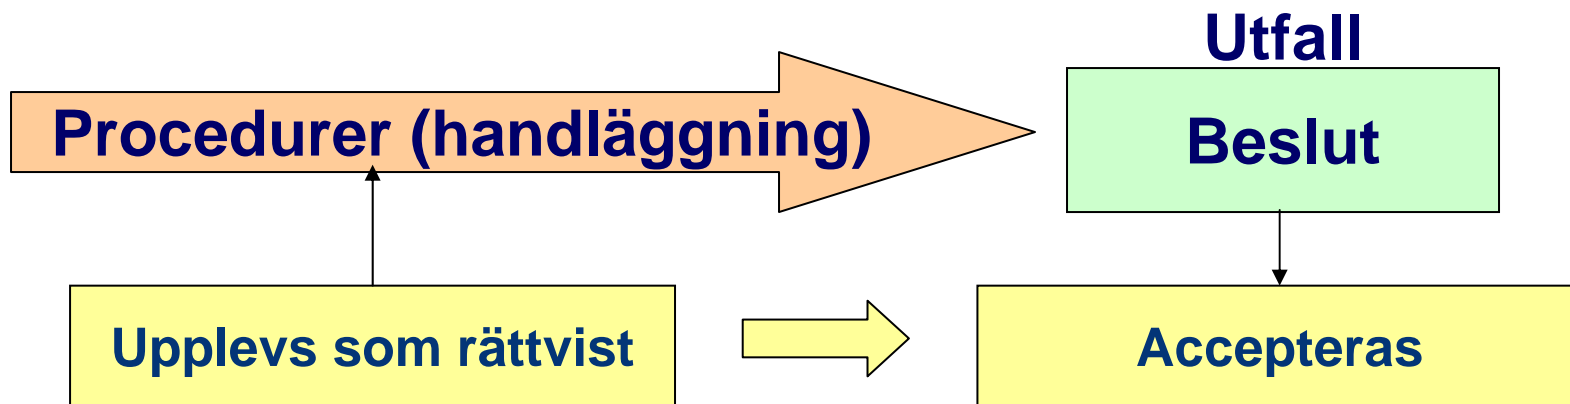 Utfall
Procedurer (handläggning)
Beslut
Upplevs som rättvist
Accepteras